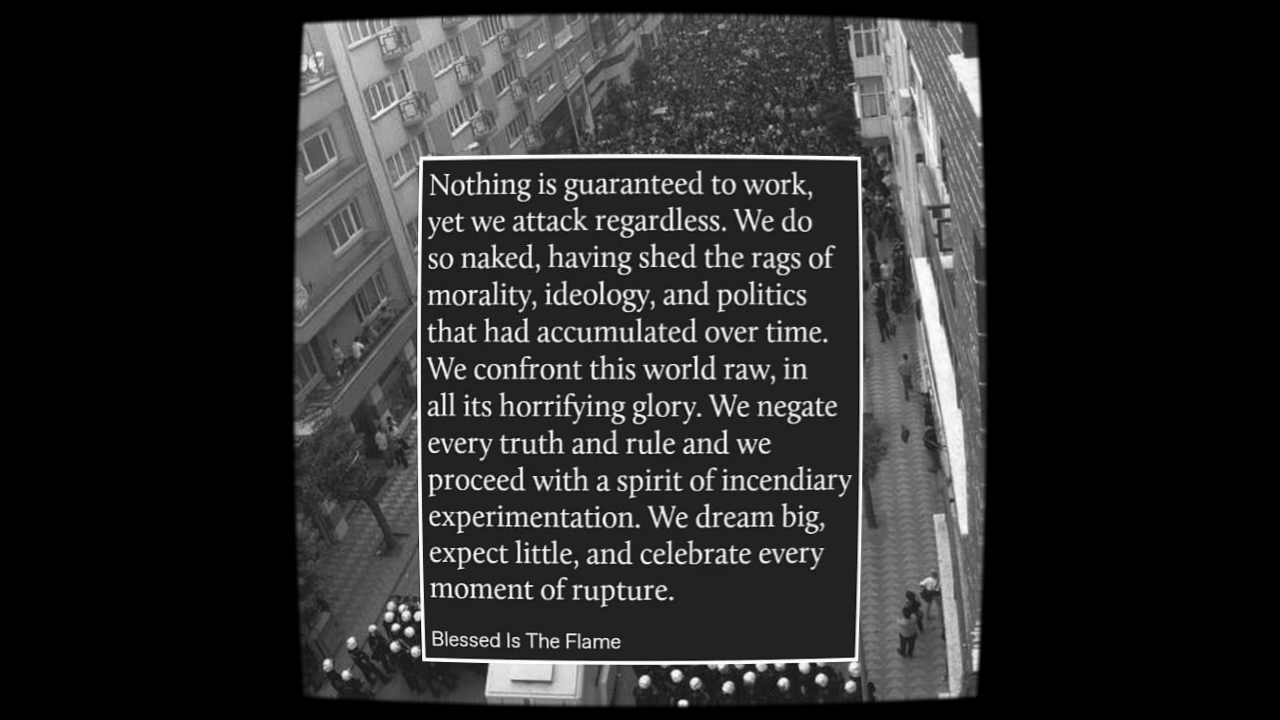 Nothing is guaranteed to work,
yet we attack regardless. We do
so naked, having shed the rags of
morality, ideology, and politics
that had accumulated over time.
We confront this world raw, in
all its horrifying glory. We negate
every truth and rule and we
proceed with a spirit of incendiary
experimentation. We dream big,
expect little, and celebrate every
moment of rupture.
Blessed Is The Flame